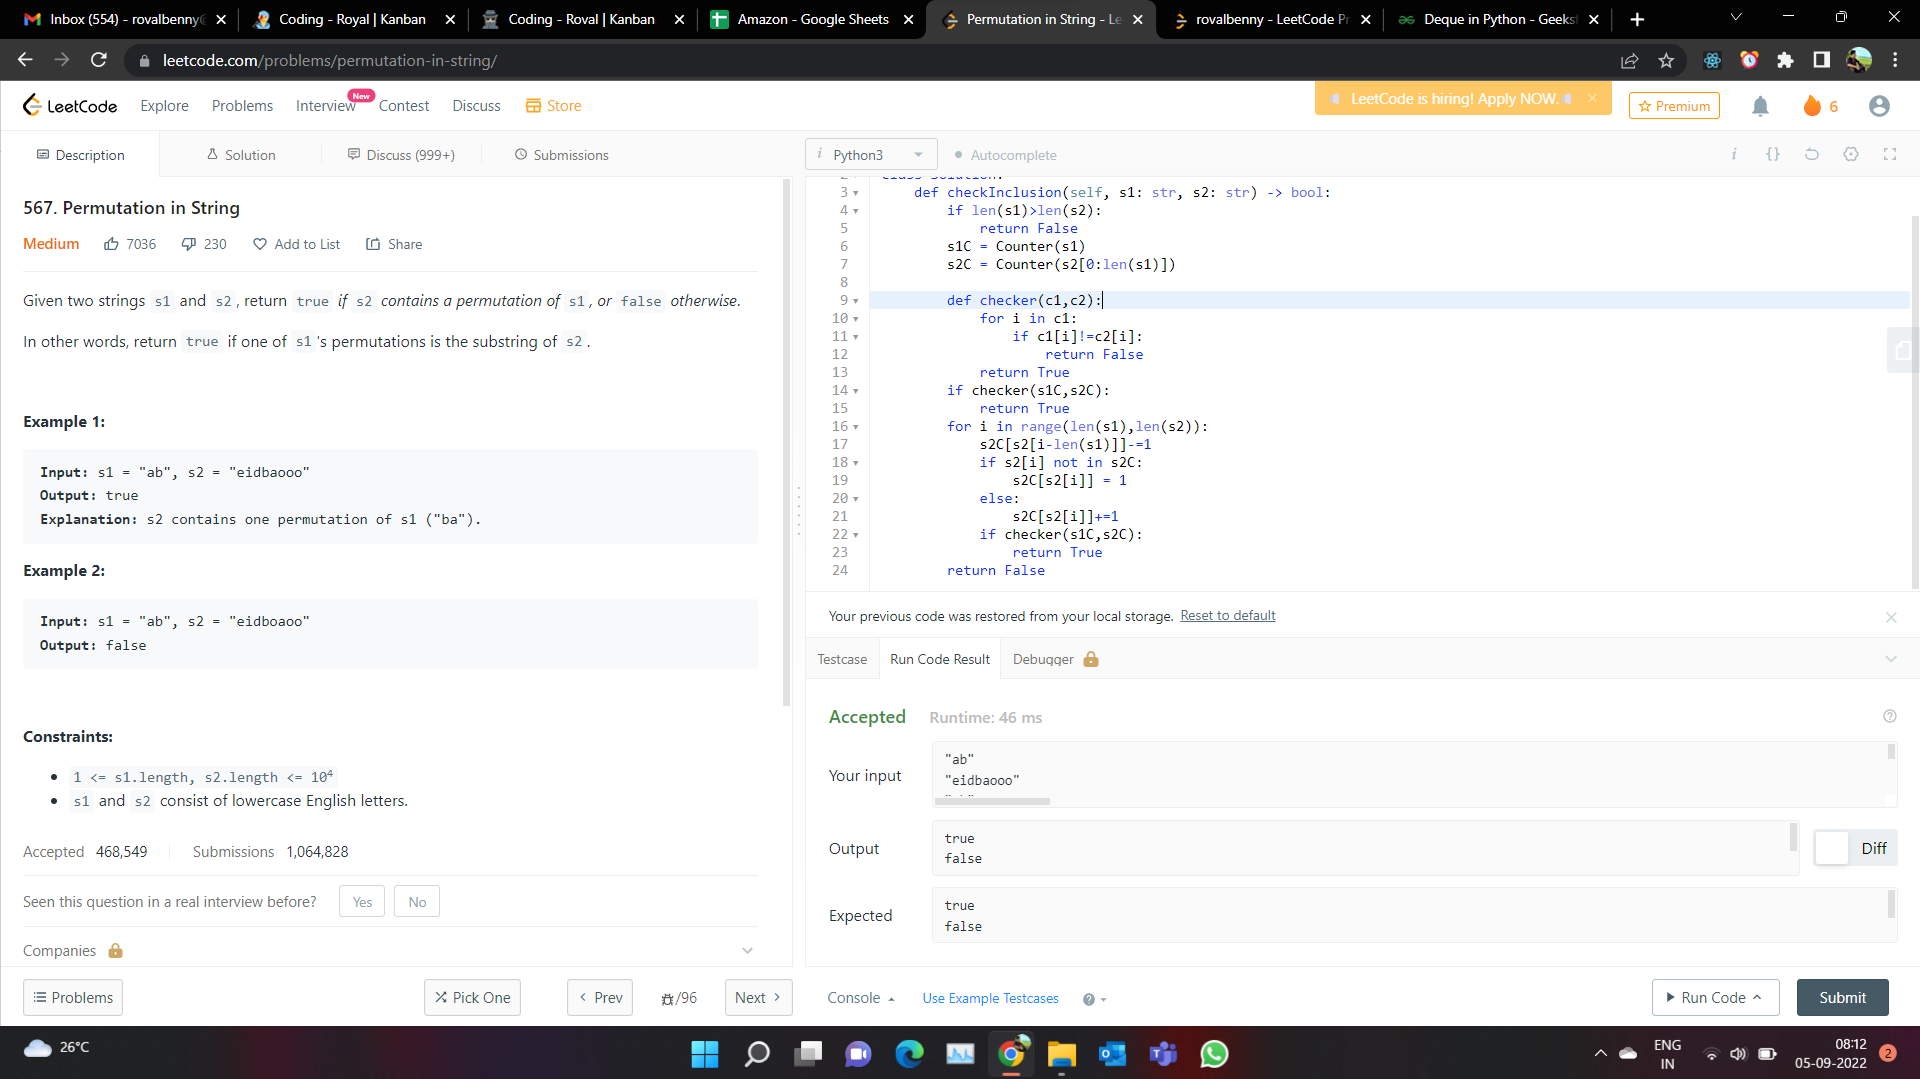 Inbox (554) - rovalbenny@
Coding - Royal | Kanban
Coding - Roval | Kanban
Amazon - Google Sheets
Permutation in String - Le
rovalbenny - LeetCode Pr
Deque in Python - Geeksf
leetcode.com/problems/permutation-in-string/
LeetCode
Explore
Problems
Interview
New
Contest
Discuss
Store
LeetCode is hiring! Apply NOW.
Premium
6
Description
Solution
Discuss (999+)
Submissions
Python3
Autocomplete
567. Permutation in String
Medium
7036
230
Add to List
Share
Given two strings s1 and s2, return true if s2 contains a permutation of s1, or false otherwise.
In other words, return true if one of s1's permutations is the substring of s2.
Example 1:
Input: s1 = "ab", s2 = "eidbaooo"
Output: true
Explanation: s2 contains one permutation of s1 ("ba").
Example 2:
Input: s1 = "ab", s2 = "eidboaoo"
Output: false
Constraints:
1 <= s1.length, s2.length <= 10⁴
s1 and s2 consist of lowercase English letters.
Accepted 468,549
Submissions 1,064,828
Seen this question in a real interview before?
Yes
No
Companies
Problems
Pick One
Prev
/96
Next
2 class Solution:
3 def checkInclusion(self, s1: str, s2: str) -> bool:
4 if len(s1)>len(s2):
5 return False
6 s1C = Counter(s1)
7 s2C = Counter(s2[0:len(s1)])
8
9 def checker(c1,c2):
10 for i in c1:
11 if c1[i]!=c2[i]:
12 return False
13 return True
14 if checker(s1C,s2C):
15 return True
16 for i in range(len(s1),len(s2)):
17 s2C[s2[i-len(s1)]]-=1
18 if s2[i] not in s2C:
19 s2C[s2[i]] = 1
20 else:
21 s2C[s2[i]]+=1
22 if checker(s1C,s2C):
23 return True
24 return False
Your previous code was restored from your local storage. Reset to default
Testcase
Run Code Result
Debugger
Accepted
Runtime: 46 ms
Your input
"ab"
"eidbaooo"
Output
true
false
Diff
Expected
true
false
Console
Use Example Testcases
Run Code
Submit
26°C
ENG
IN
08:12
05-09-2022
2